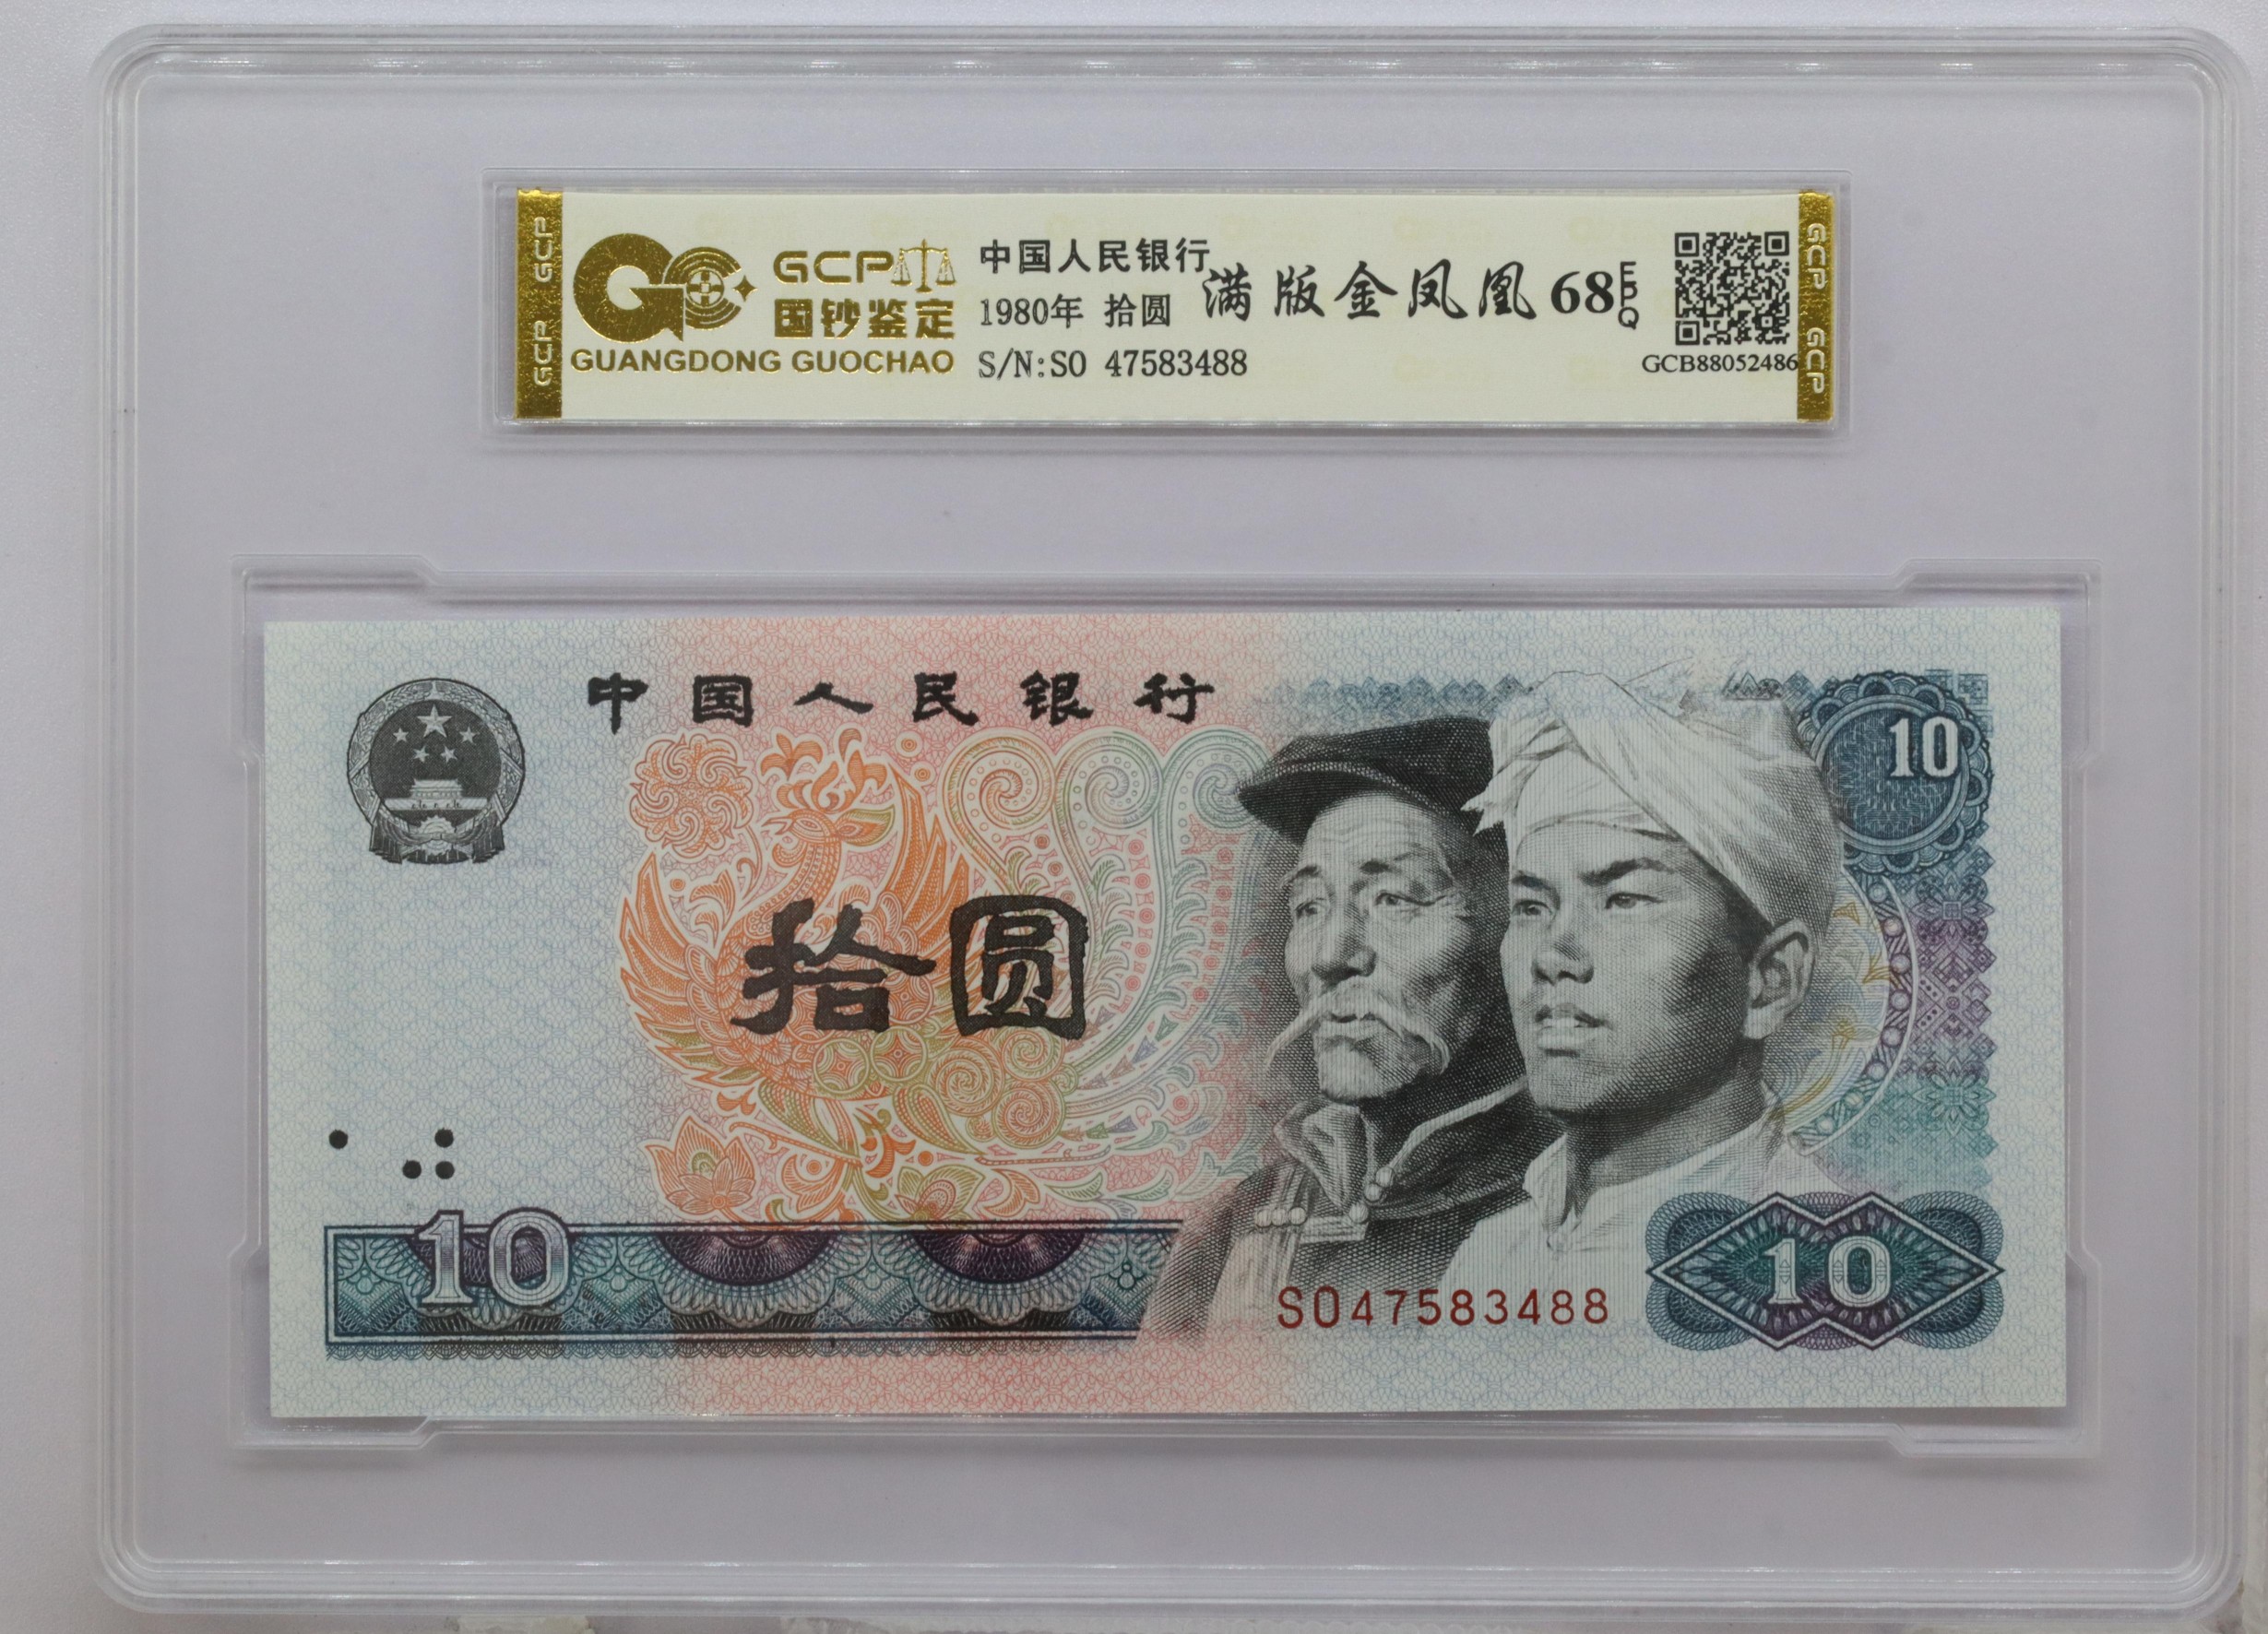 GCP GCP
GCP
国钞鉴定
GUANGDONG GUOCHAO
中国人民银行
1980年 拾圆
S/N:SO 47583488
满版金凤凰 68 EPQ
GCB88052486
GCP GCP
中国人民银行
10
拾圆
10
SO47583488
10